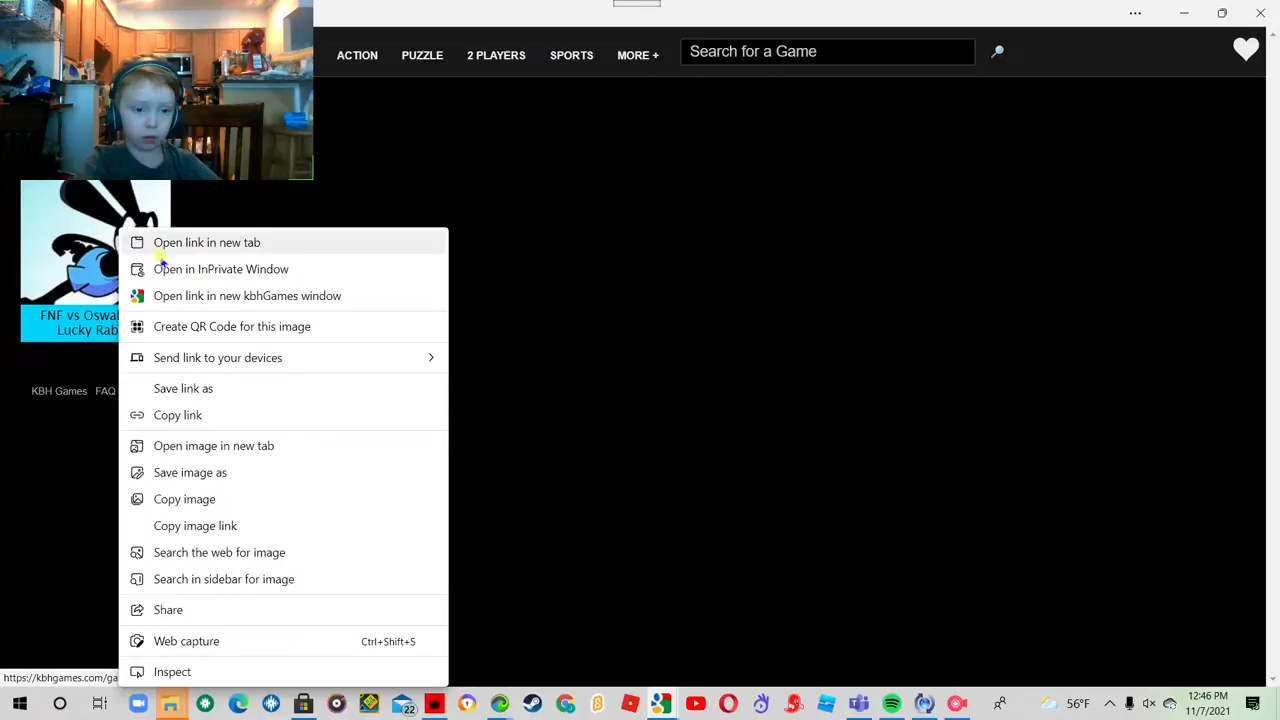 ACTION PUZZLE 2 PLAYERS SPORTS MORE + Search for a Game
Open link in new tab
Open in InPrivate Window
Open link in new kbhGames window
Create QR Code for this image
Send link to your devices
Save link as
Copy link
Open image in new tab
Save image as
Copy image
Copy image link
Search the web for image
Search in sidebar for image
Share
Web capture Ctrl+Shift+S
Inspect
FNF vs Oswal
Lucky Rab
KBH Games FAQ
https://kbhgames.com/ga
22
56°F
12:46 PM
11/7/2021